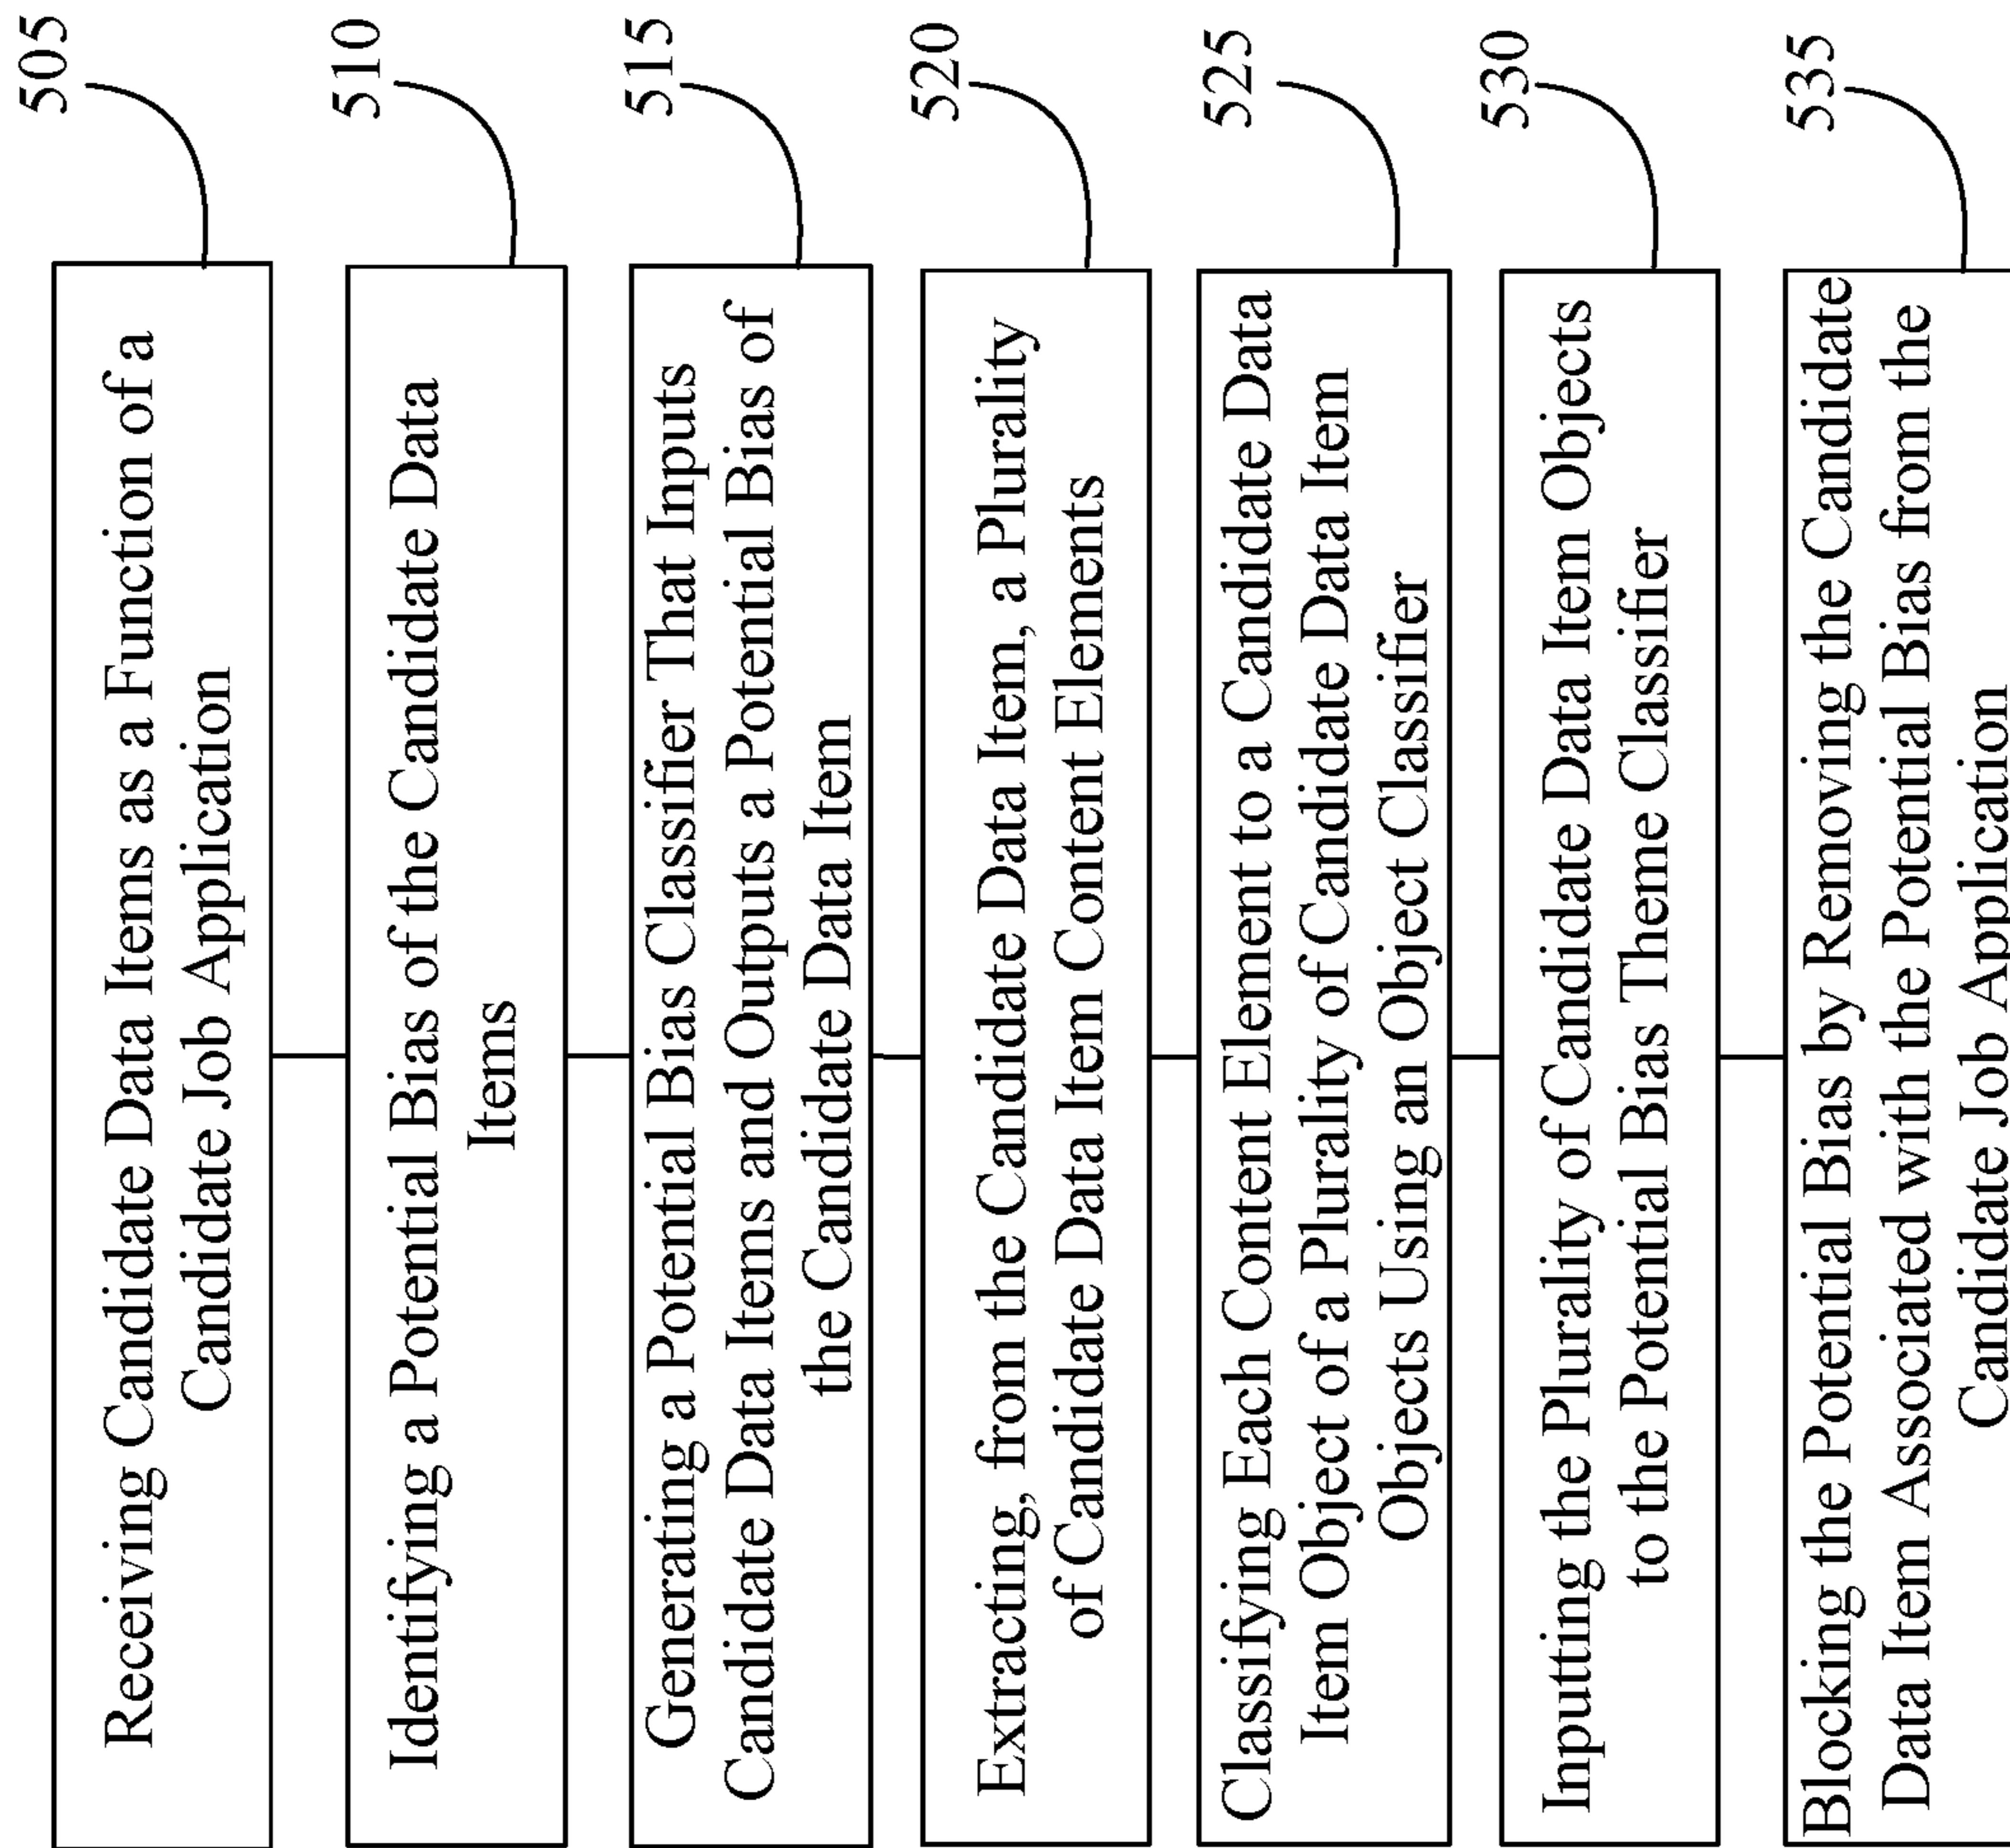 505
Receiving Candidate Data Items as a Function of a
Candidate Job Application
510
Identifying a Potential Bias of the Candidate Data
Items
515
Generating a Potential Bias Classifier That Inputs
Candidate Data Items and Outputs a Potential Bias of
the Candidate Data Item
520
Extracting, from the Candidate Data Item, a Plurality
of Candidate Data Item Content Elements
525
Classifying Each Content Element to a Candidate Data
Item Object of a Plurality of Candidate Data Item
Objects Using an Object Classifier
530
Inputting the Plurality of Candidate Data Item Objects
to the Potential Bias Theme Classifier
535
Blocking the Potential Bias by Removing the Candidate
Data Item Associated with the Potential Bias from the
Candidate Job Application